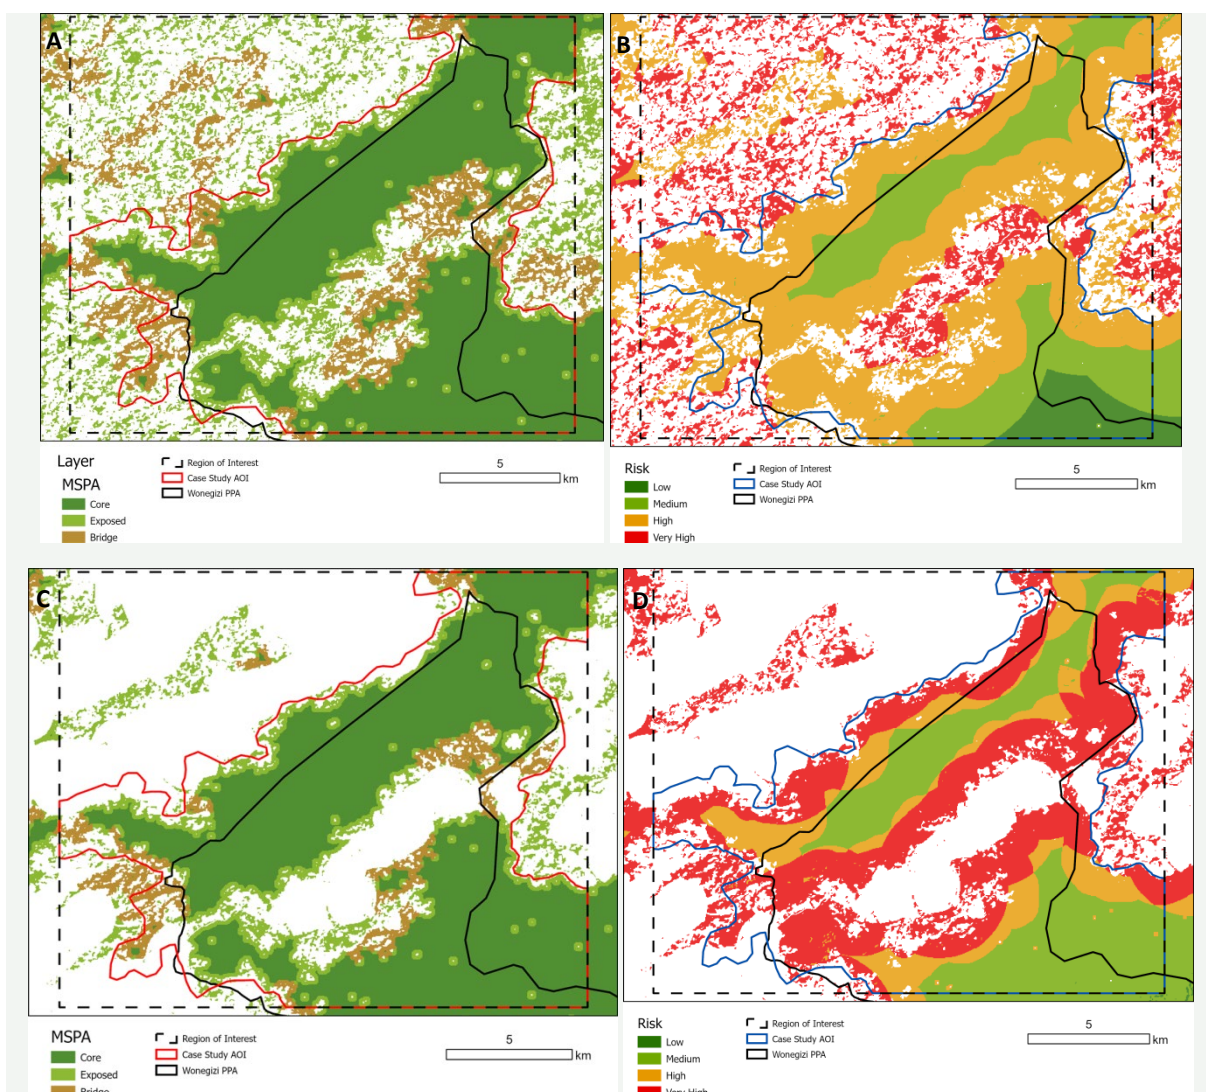 A
B
Layer
MSPA
Core
Exposed
Bridge
Region of Interest
Case Study AOI
Wonegizi PPA
5
km
Risk
Low
Medium
High
Very High
Region of Interest
Case Study AOI
Wonegizi PPA
5
km
C
D
MSPA
Core
Exposed
Bridge
Region of Interest
Case Study AOI
Wonegizi PPA
5
km
Risk
Low
Medium
High
Very High
Region of Interest
Case Study AOI
Wonegizi PPA
5
km